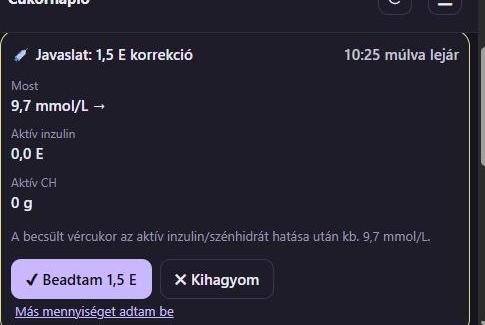 Cukornapló
Javaslat: 1,5 E korrekció
10:25 múlva lejár
Most
9,7 mmol/L →
Aktív inzulin
0,0 E
Aktív CH
0 g
A becsült vércukor az aktív inzulin/szénhidrát hatása után kb. 9,7 mmol/L.
✓ Beadtam 1,5 E
✕ Kihagyom
Más mennyiséget adtam be